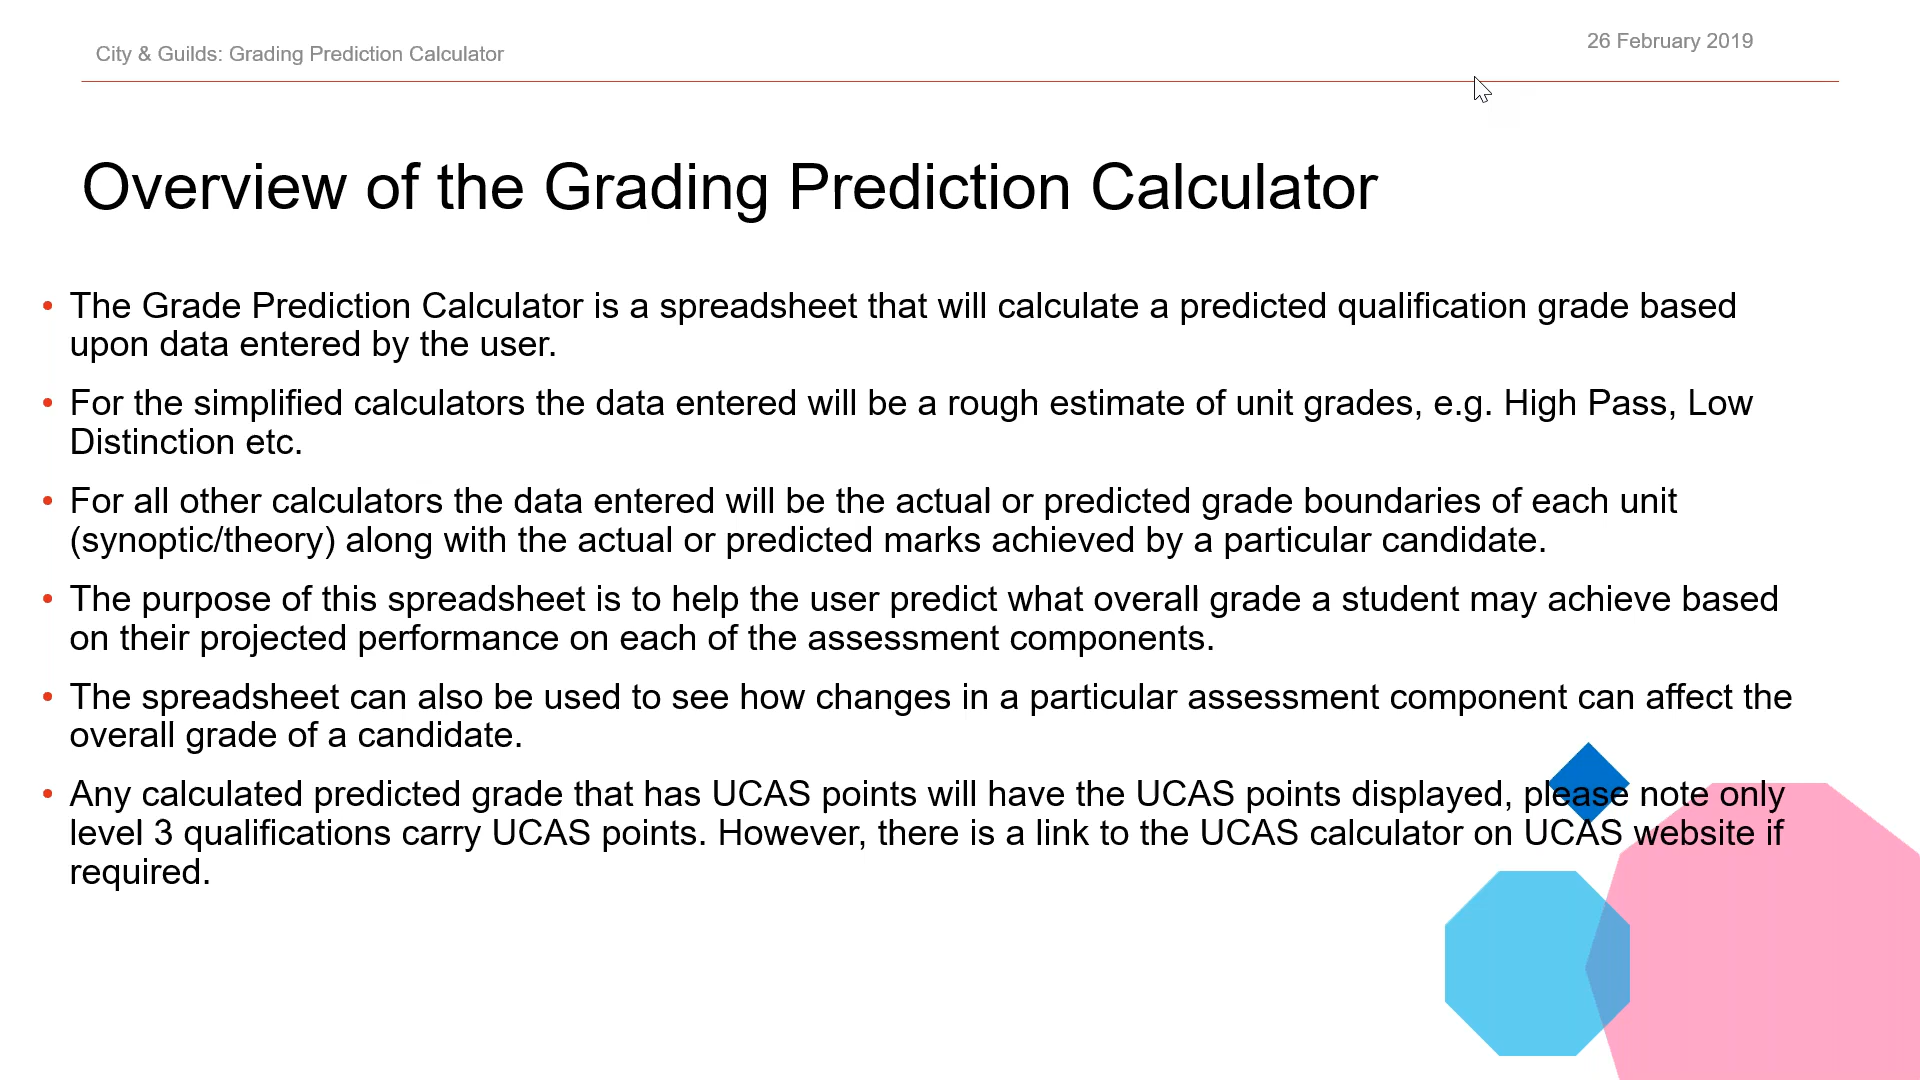 City & Guilds: Grading Prediction Calculator
26 February 2019
Overview of the Grading Prediction Calculator
• The Grade Prediction Calculator is a spreadsheet that will calculate a predicted qualification grade based
upon data entered by the user.
• For the simplified calculators the data entered will be a rough estimate of unit grades, e.g. High Pass, Low
Distinction etc.
• For all other calculators the data entered will be the actual or predicted grade boundaries of each unit
(synoptic/theory) along with the actual or predicted marks achieved by a particular candidate.
• The purpose of this spreadsheet is to help the user predict what overall grade a student may achieve based
on their projected performance on each of the assessment components.
• The spreadsheet can also be used to see how changes in a particular assessment component can affect the
overall grade of a candidate.
• Any calculated predicted grade that has UCAS points will have the UCAS points displayed, please note only
level 3 qualifications carry UCAS points. However, there is a link to the UCAS calculator on UCAS website if
required.